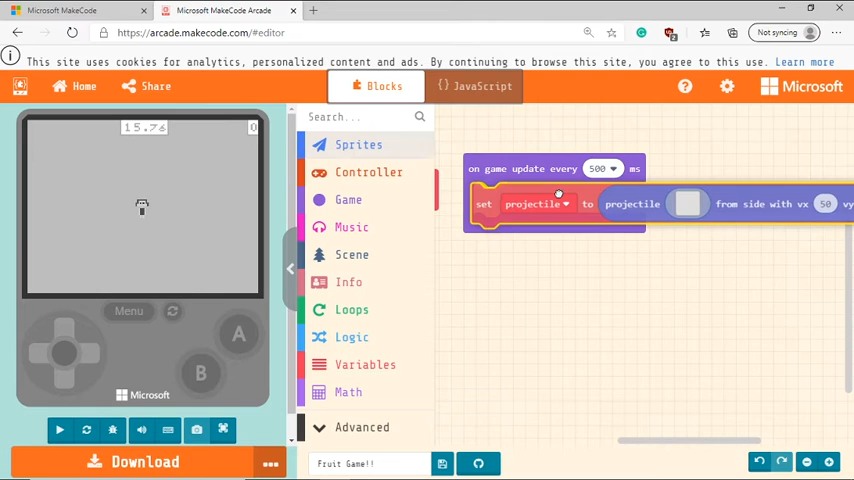 Microsoft MakeCode
Microsoft MakeCode Arcade
https://arcade.makecode.com/#editor
Not syncing
This site uses cookies for analytics, personalized content and ads. By continuing to browse this site, you agree to this use. Learn more
Home
Share
Blocks
{} JavaScript
Microsoft
15.76
0
Menu
A
B
Microsoft
Search...
Sprites
Controller
Game
Music
Scene
Info
Loops
Logic
Variables
Math
Advanced
on game update every 500 ms
set projectile to projectile from side with vx 50 vy
Download
Fruit Game!!